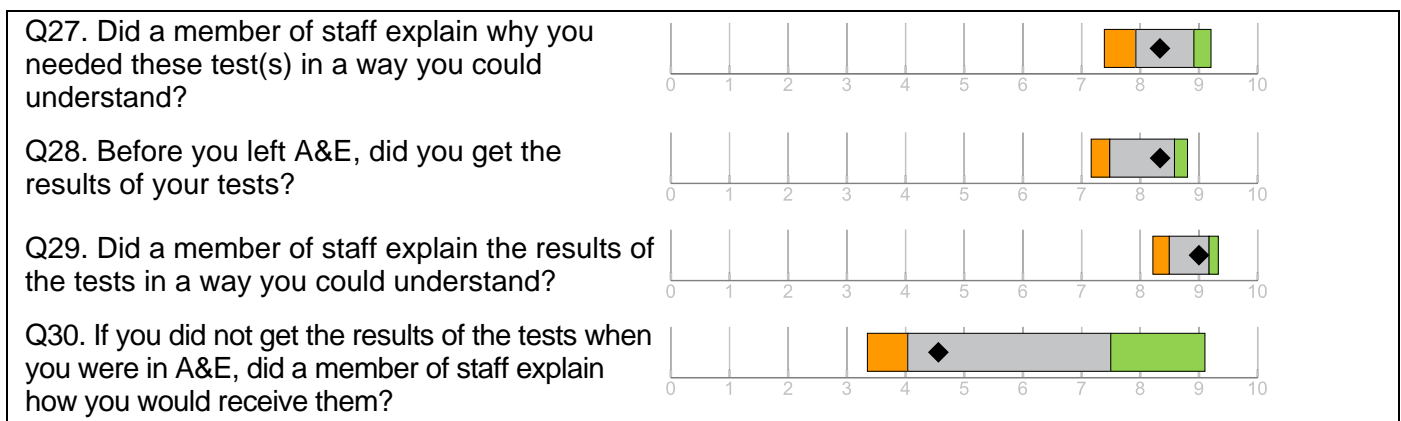 Q27. Did a member of staff explain why you
needed these test(s) in a way you could
understand?
0 1 2 3 4 5 6 7 8 9 10
Q28. Before you left A&E, did you get the
results of your tests?
0 1 2 3 4 5 6 7 8 9 10
Q29. Did a member of staff explain the results of
the tests in a way you could understand?
0 1 2 3 4 5 6 7 8 9 10
Q30. If you did not get the results of the tests when
you were in A&E, did a member of staff explain
how you would receive them?
0 1 2 3 4 5 6 7 8 9 10